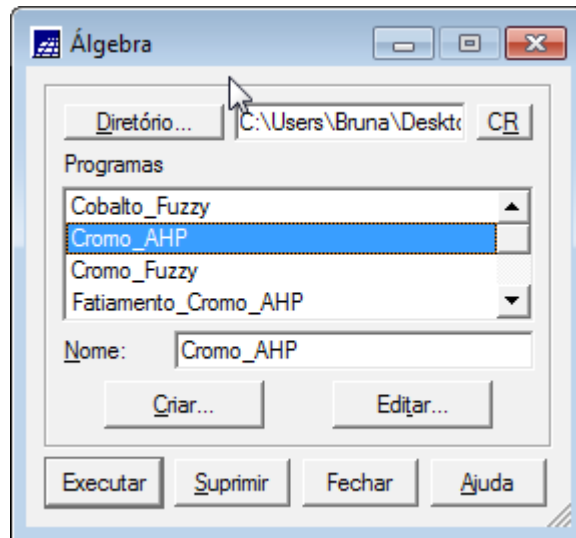 Álgebra
Diretório... C:\Users\Bruna\Deskt CR
Programas
Cobalto_Fuzzy
Cromo_AHP
Cromo_Fuzzy
Fatiamento_Cromo_AHP
Nome: Cromo_AHP
Criar... Editar...
Executar Suprimir Fechar Ajuda